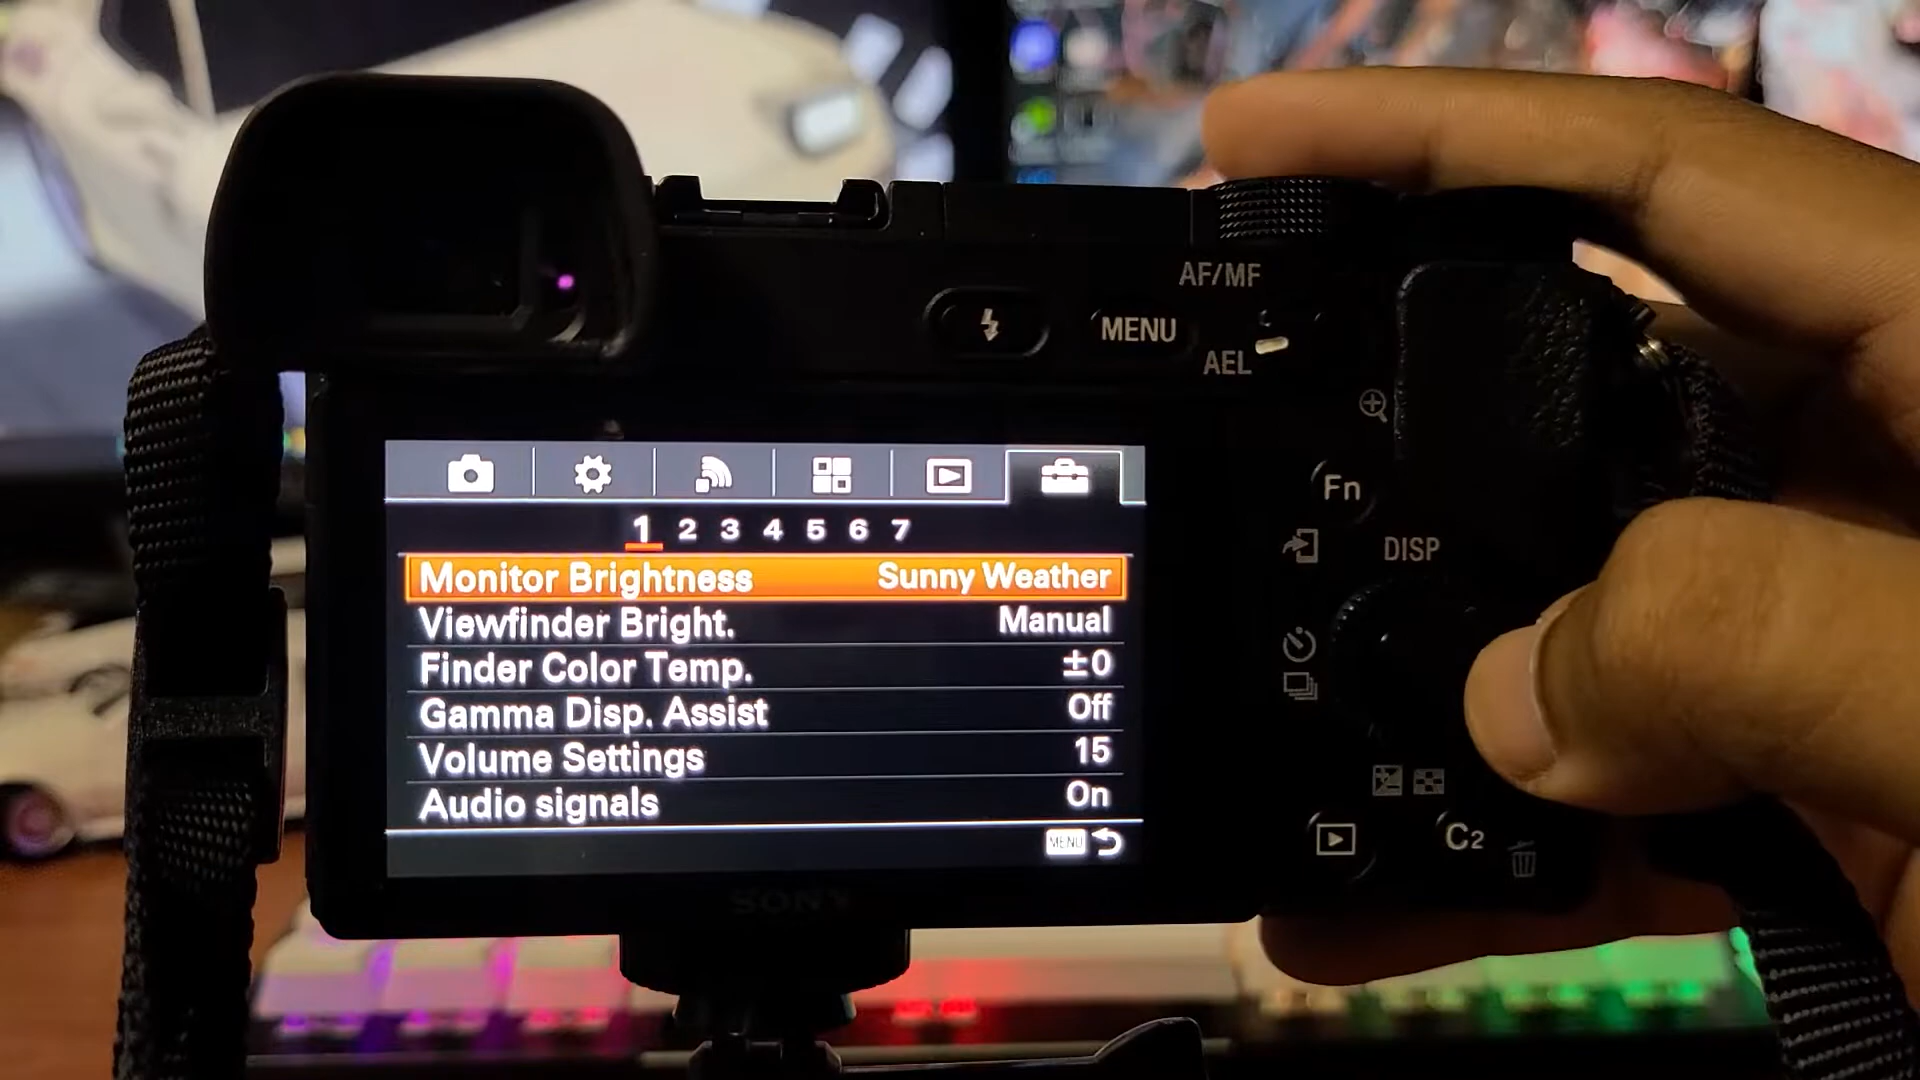 AF/MF
MENU
AEL
Fn
DISP
1 2 3 4 5 6 7
Monitor Brightness Sunny Weather
Viewfinder Bright. Manual
Finder Color Temp. ±0
Gamma Disp. Assist Off
Volume Settings 15
Audio signals On
MENU
C2
SONY